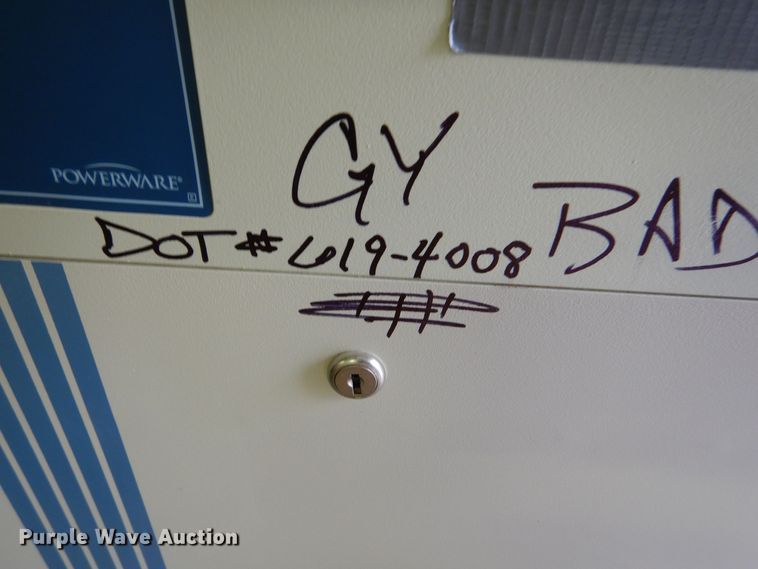 POWERWARE®
GY
DOT # 619-4008
BAD
Purple Wave Auction